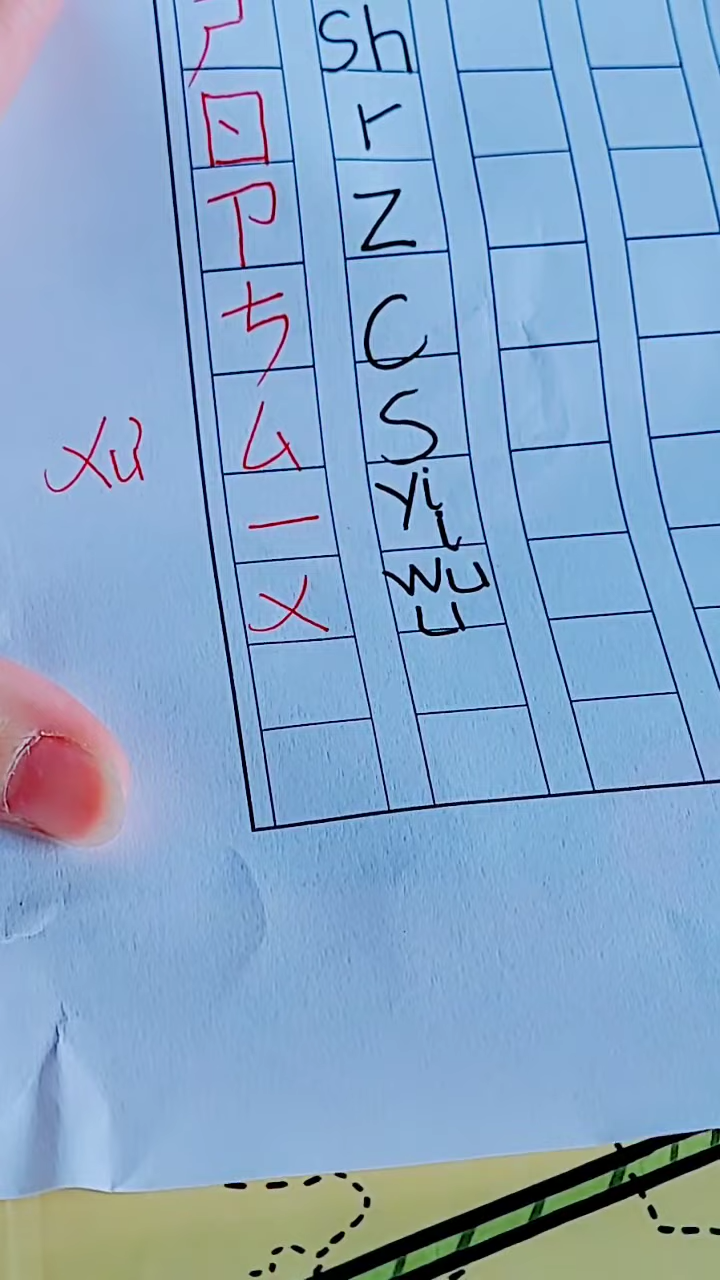 ㄕ sh
ㄖ r
ㄗ z
ㄘ c
ㄙ s
xu
ㄧ yi i
ㄨ wu u